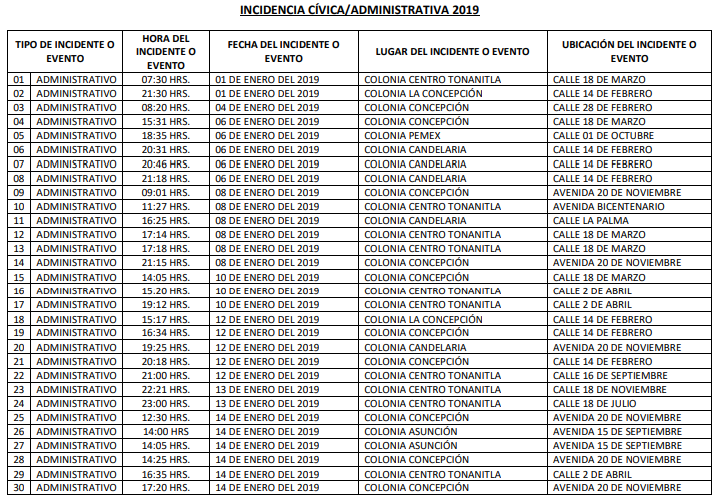 INCIDENCIA CÍVICA/ADMINISTRATIVA 2019
TIPO DE INCIDENTE O EVENTO HORA DEL INCIDENTE O EVENTO FECHA DEL INCIDENTE O EVENTO LUGAR DEL INCIDENTE O EVENTO UBICACIÓN DEL INCIDENTE O EVENTO
01 ADMINISTRATIVO 07:30 HRS. 01 DE ENERO DEL 2019 COLONIA CENTRO TONANITLA CALLE 18 DE MARZO
02 ADMINISTRATIVO 21:30 HRS. 01 DE ENERO DEL 2019 COLONIA LA CONCEPCIÓN CALLE 14 DE FEBRERO
03 ADMINISTRATIVO 08:20 HRS. 04 DE ENERO DEL 2019 COLONIA CONCEPCIÓN CALLE 28 DE FEBRERO
04 ADMINISTRATIVO 15:31 HRS. 06 DE ENERO DEL 2019 COLONIA CONCEPCIÓN CALLE 18 DE MARZO
05 ADMINISTRATIVO 18:35 HRS. 06 DE ENERO DEL 2019 COLONIA PEMEX CALLE 01 DE OCTUBRE
06 ADMINISTRATIVO 20:31 HRS. 06 DE ENERO DEL 2019 COLONIA CANDELARIA CALLE 14 DE FEBRERO
07 ADMINISTRATIVO 20:46 HRS. 06 DE ENERO DEL 2019 COLONIA CANDELARIA CALLE 14 DE FEBRERO
08 ADMINISTRATIVO 21:18 HRS. 06 DE ENERO DEL 2019 COLONIA CANDELARIA CALLE 14 DE FEBRERO
09 ADMINISTRATIVO 09:01 HRS. 08 DE ENERO DEL 2019 COLONIA CONCEPCIÓN AVENIDA 20 DE NOVIEMBRE
10 ADMINISTRATIVO 11:27 HRS. 08 DE ENERO DEL 2019 COLONIA CENTRO TONANITLA AVENIDA BICENTENARIO
11 ADMINISTRATIVO 16:25 HRS. 08 DE ENERO DEL 2019 COLONIA CANDELARIA CALLE LA PALMA
12 ADMINISTRATIVO 17:14 HRS. 08 DE ENERO DEL 2019 COLONIA CENTRO TONANITLA CALLE 18 DE MARZO
13 ADMINISTRATIVO 17:18 HRS. 08 DE ENERO DEL 2019 COLONIA CENTRO TONANITLA CALLE 18 DE MARZO
14 ADMINISTRATIVO 21:15 HRS. 08 DE ENERO DEL 2019 COLONIA CONCEPCIÓN AVENIDA 20 DE NOVIEMBRE
15 ADMINISTRATIVO 14:05 HRS. 10 DE ENERO DEL 2019 COLONIA CONCEPCIÓN CALLE 18 DE MARZO
16 ADMINISTRATIVO 15.20 HRS. 10 DE ENERO DEL 2019 COLONIA CENTRO TONANITLA CALLE 2 DE ABRIL
17 ADMINISTRATIVO 19:12 HRS. 10 DE ENERO DEL 2019 COLONIA CENTRO TONANITLA CALLE 2 DE ABRIL
18 ADMINISTRATIVO 15:17 HRS. 12 DE ENERO DEL 2019 COLONIA LA CONCEPCIÓN CALLE 14 DE FEBRERO
19 ADMINISTRATIVO 16:34 HRS. 12 DE ENERO DEL 2019 COLONIA CONCEPCIÓN CALLE 14 DE FEBRERO
20 ADMINISTRATIVO 19:25 HRS. 12 DE ENERO DEL 2019 COLONIA CANDELARIA AVENIDA 20 DE NOVIEMBRE
21 ADMINISTRATIVO 20:18 HRS. 12 DE ENERO DEL 2019 COLONIA CONCEPCIÓN CALLE 14 DE FEBRERO
22 ADMINISTRATIVO 21:00 HRS. 12 DE ENERO DEL 2019 COLONIA CENTRO TONANITLA CALLE 16 DE SEPTIEMBRE
23 ADMINISTRATIVO 22:21 HRS. 13 DE ENERO DEL 2019 COLONIA CENTRO TONANITLA CALLE 18 DE NOVIEMBRE
24 ADMINISTRATIVO 23:00 HRS. 13 DE ENERO DEL 2019 COLONIA CENTRO TONANITLA CALLE 18 DE JULIO
25 ADMINISTRATIVO 12:30 HRS. 14 DE ENERO DEL 2019 COLONIA CONCEPCIÓN AVENIDA 20 DE NOVIEMBRE
26 ADMINISTRATIVO 14:00 HRS 14 DE ENERO DEL 2019 COLONIA ASUNCIÓN AVENIDA 15 DE SEPTIEMBRE
27 ADMINISTRATIVO 14:05 HRS. 14 DE ENERO DEL 2019 COLONIA ASUNCIÓN AVENIDA 15 DE SEPTIEMBRE
28 ADMINISTRATIVO 14:25 HRS. 14 DE ENERO DEL 2019 COLONIA CONCEPCIÓN AVENIDA 20 DE NOVIEMBRE
29 ADMINISTRATIVO 16:35 HRS. 14 DE ENERO DEL 2019 COLONIA CENTRO TONANITLA CALLE 2 DE ABRIL
30 ADMINISTRATIVO 17:20 HRS. 14 DE ENERO DEL 2019 COLONIA CONCEPCIÓN AVENIDA 20 DE NOVIEMBRE